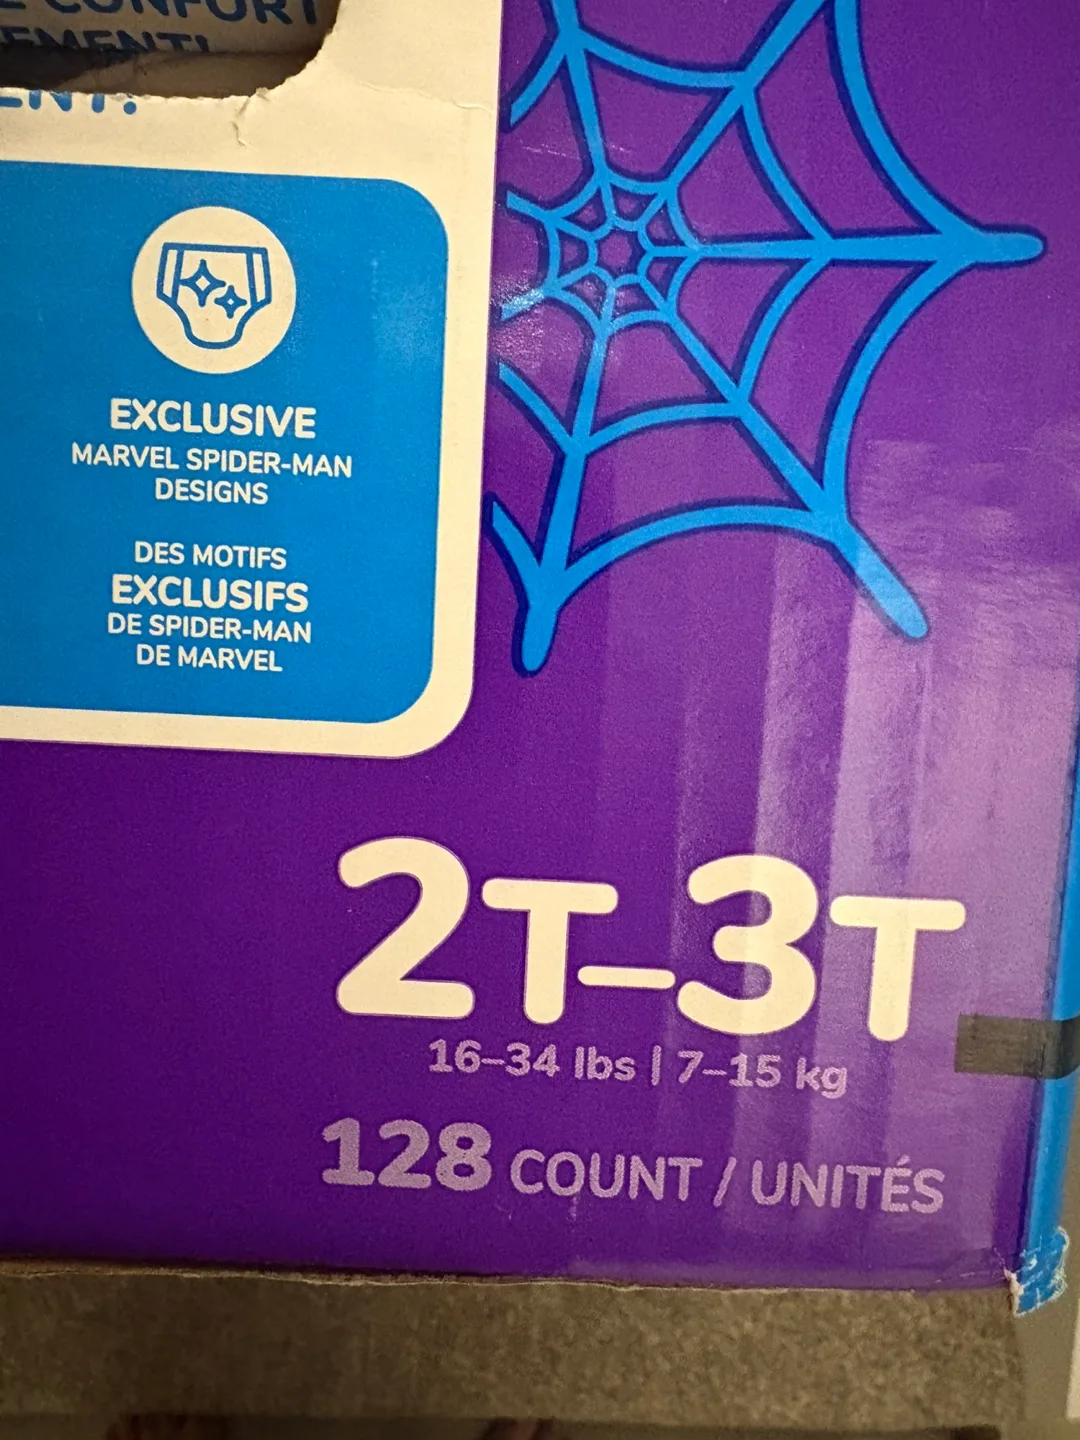 CONFORT
EXCLUSIVE
MARVEL SPIDER-MAN
DESIGNS
DES MOTIFS
EXCLUSIFS
DE SPIDER-MAN
DE MARVEL
2T–3T
16–34 lbs | 7–15 kg
128 COUNT / UNITÉS